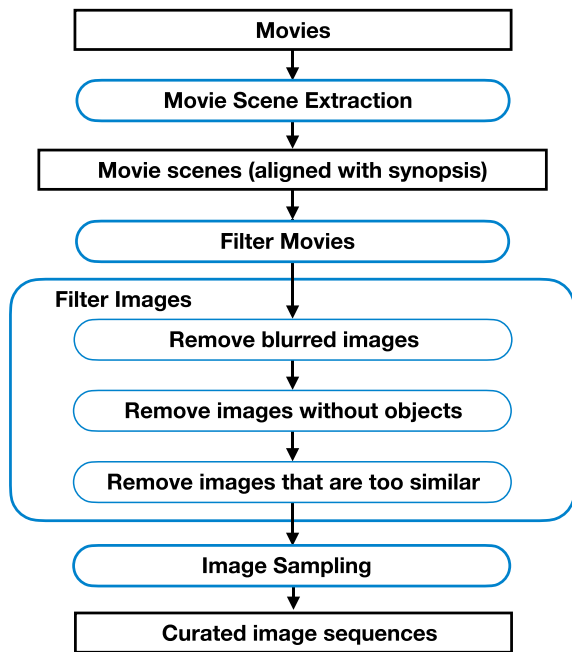 Movies
Movie Scene Extraction
Movie scenes (aligned with synopsis)
Filter Movies
Filter Images
Remove blurred images
Remove images without objects
Remove images that are too similar
Image Sampling
Curated image sequences